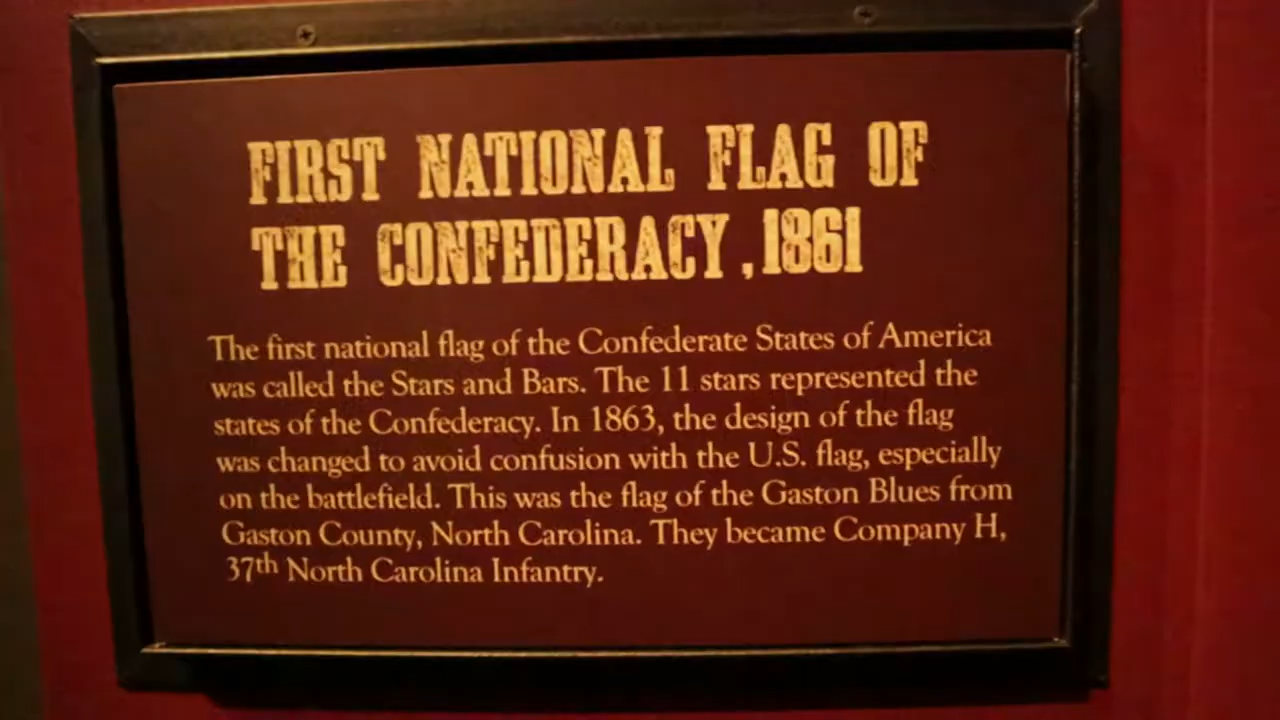 FIRST NATIONAL FLAG OF
THE CONFEDERACY, 1861
The first national flag of the Confederate States of America
was called the Stars and Bars. The 11 stars represented the
states of the Confederacy. In 1863, the design of the flag
was changed to avoid confusion with the U.S. flag, especially
on the battlefield. This was the flag of the Gaston Blues from
Gaston County, North Carolina. They became Company H,
37th North Carolina Infantry.